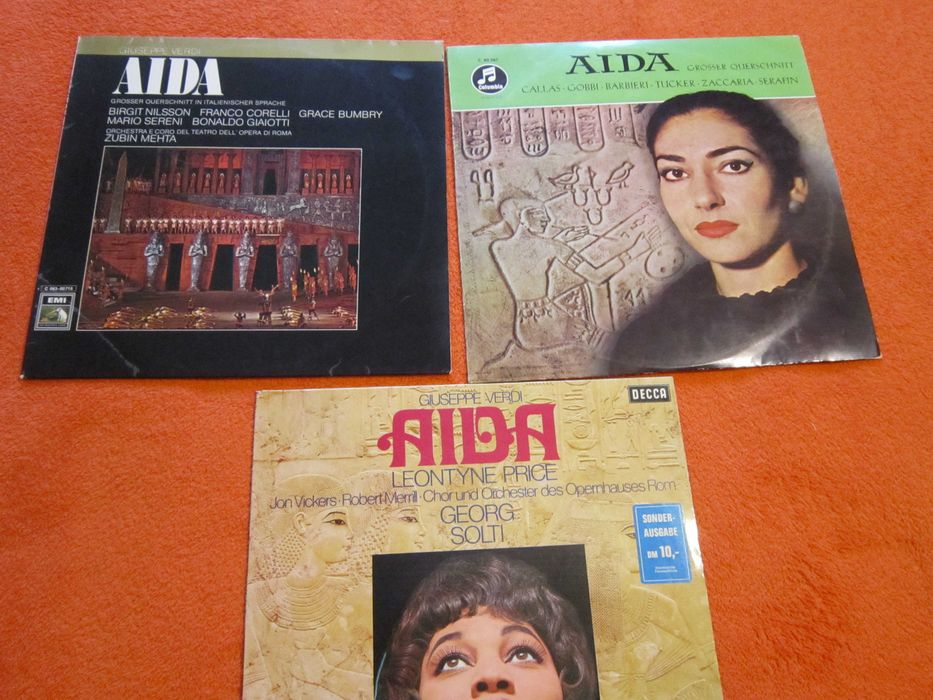 GIUSEPPE VERDI
AIDA
GROSSER QUERSCHNITT IN ITALIENISCHER SPRACHE
BIRGIT NILSSON FRANCO CORELLI GRACE BUMBRY
MARIO SERENI BONALDO GIAIOTTI
ORCHESTRA E CORO DEL TEATRO DELL' OPERA DI ROMA
ZUBIN MEHTA
EMI
Columbia
AIDA GROSSER QUERSCHNITT
CALLAS · GOBBI · BARBIERI · TUCKER · ZACCARIA · SERAFIN
GIUSEPPE VERDI
DECCA
AIDA
LEONTYNE PRICE
Jon Vickers · Robert Merrill · Chor und Orchester des Opernhauses Rom
GEORG
SOLTI
SONDER-
AUSGABE
DM 10,-